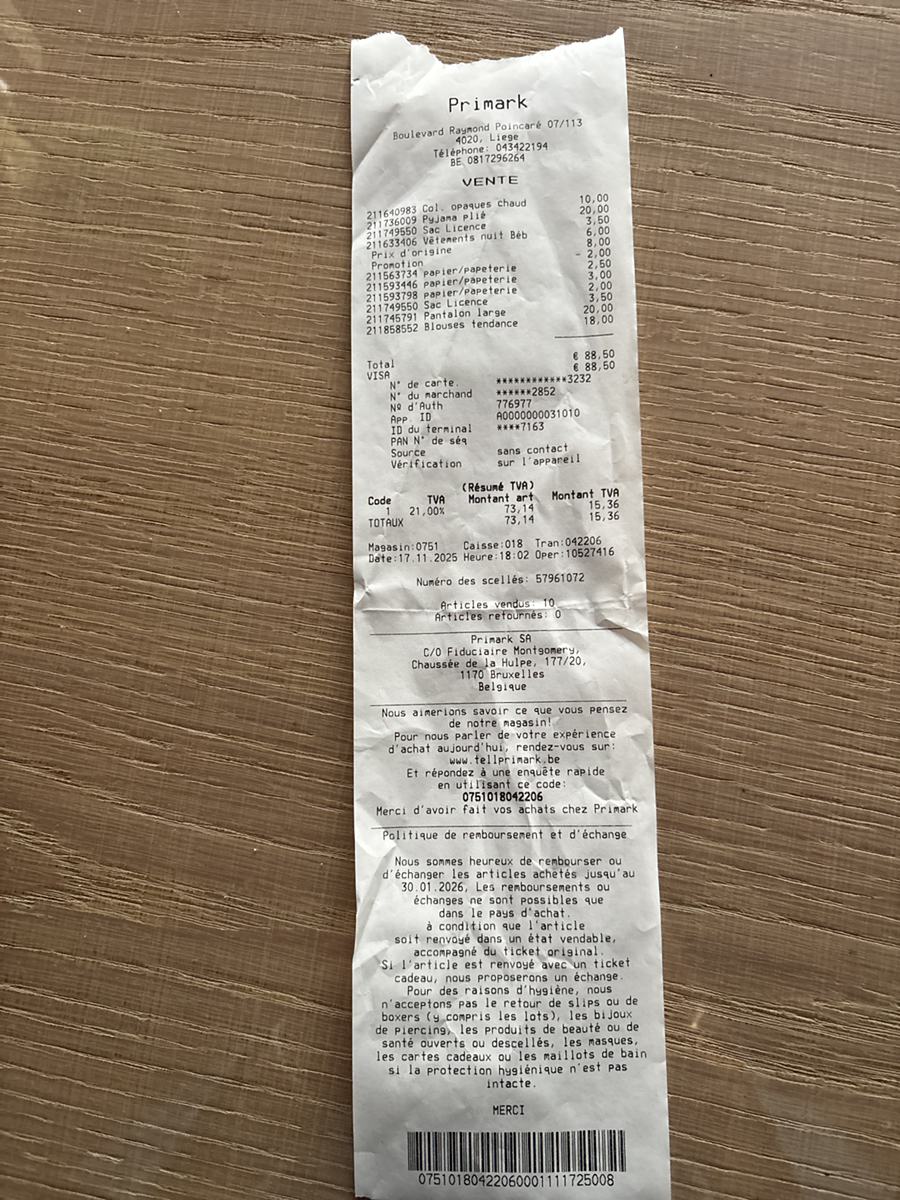 Primark
Boulevard Raymond Poincaré 07/113
4020, Liege
Téléphone: 043422194
BE 0817296264
VENTE
211640983 Col. opaques chaud 10,00
211736009 Pyjama plié 20,00
211749550 Sac Licence 3,50
211633406 Vêtements nuit Béb 6,00
Prix d'origine 8,00
Promotion - 2,00
211563734 papier/papeterie 2,50
211593446 papier/papeterie 3,00
211593798 papier/papeterie 2,00
211749550 Sac Licence 3,50
211745791 Pantalon large 20,00
211858552 Blouses tendance 18,00
Total € 88,50
VISA € 88,50
N° de carte. ************3232
N° du marchand ******2852
Nº d'Auth 776977
App. ID A0000000031010
ID du terminal ****7163
PAN N° de séq
Source sans contact
Vérification sur l'appareil
(Résumé TVA)
Code TVA Montant art Montant TVA
1 21,00% 73,14 15,36
TOTAUX 73,14 15,36
Magasin:0751 Caisse:018 Tran:042206
Date:17.11.2025 Heure:18:02 Oper:10527416
Numéro des scellés: 57961072
Articles vendus: 10
Articles retournés: 0
Primark SA
C/O Fiduciaire Montgomery,
Chaussée de la Hulpe, 177/20,
1170 Bruxelles
Belgique
Nous aimerions savoir ce que vous pensez
de notre magasin!
Pour nous parler de votre expérience
d'achat aujourd'hui, rendez-vous sur:
www.tellprimark.be
Et répondez à une enquête rapide
en utilisant ce code:
0751018042206
Merci d'avoir fait vos achats chez Primark
Politique de remboursement et d'échange
Nous sommes heureux de rembourser ou
d'échanger les articles achetés jusqu'au
30.01.2026, Les remboursements ou
échanges ne sont possibles que
dans le pays d'achat.
à condition que l'article
soit renvoyé dans un état vendable,
accompagné du ticket original.
Si l'article est renvoyé avec un ticket
cadeau, nous proposerons un échange.
Pour des raisons d'hygiène, nous
n'acceptons pas le retour de slips ou de
boxers (y compris les lots), les bijoux
de piercing, les produits de beauté ou de
santé ouverts ou descellés, les masques,
les cartes cadeaux ou les maillots de bain
si la protection hygiénique n'est pas
intacte.
MERCI
07510180422060001111725008